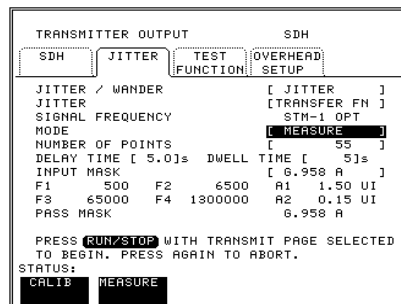 TRANSMITTER OUTPUT SDH
SDH JITTER TEST FUNCTION OVERHEAD SETUP
JITTER / WANDER [ JITTER ]
JITTER [TRANSFER FN ]
SIGNAL FREQUENCY STM-1 OPT
MODE [ MEASURE ]
NUMBER OF POINTS [ 55 ]
DELAY TIME [ 5.0]s DWELL TIME [ 5]s
INPUT MASK [ G.958 A ]
F1 500 F2 6500 A1 1.50 UI
F3 65000 F4 1300000 A2 0.15 UI
PASS MASK G.958 A
PRESS RUN/STOP WITH TRANSMIT PAGE SELECTED
TO BEGIN. PRESS AGAIN TO ABORT.
STATUS:
CALIB MEASURE